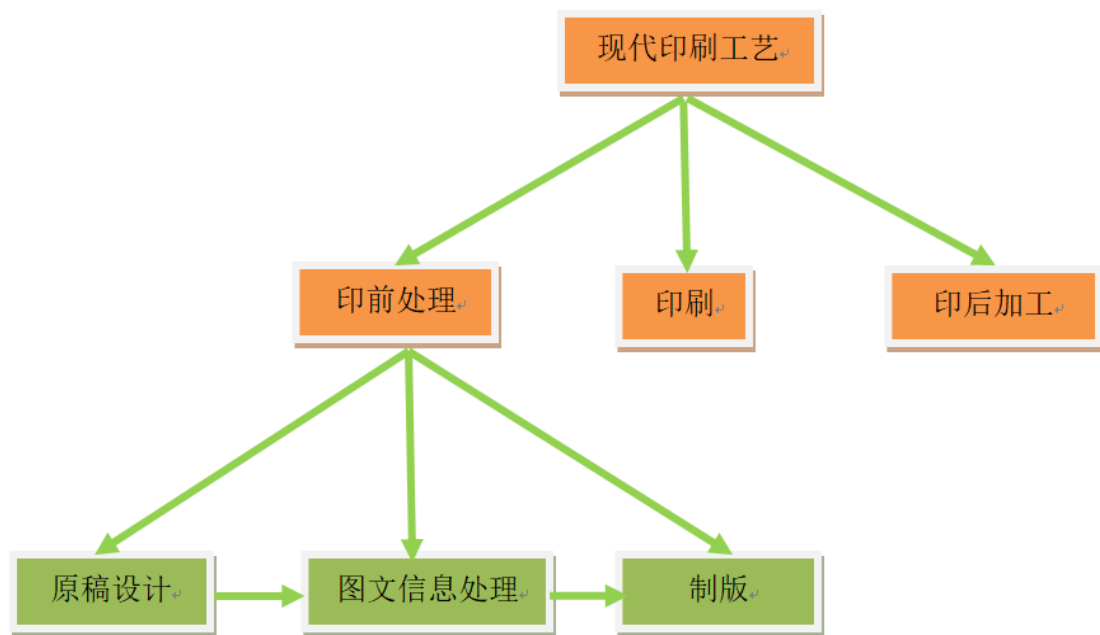 现代印刷工艺
印前处理
印刷
印后加工
原稿设计
图文信息处理
制版